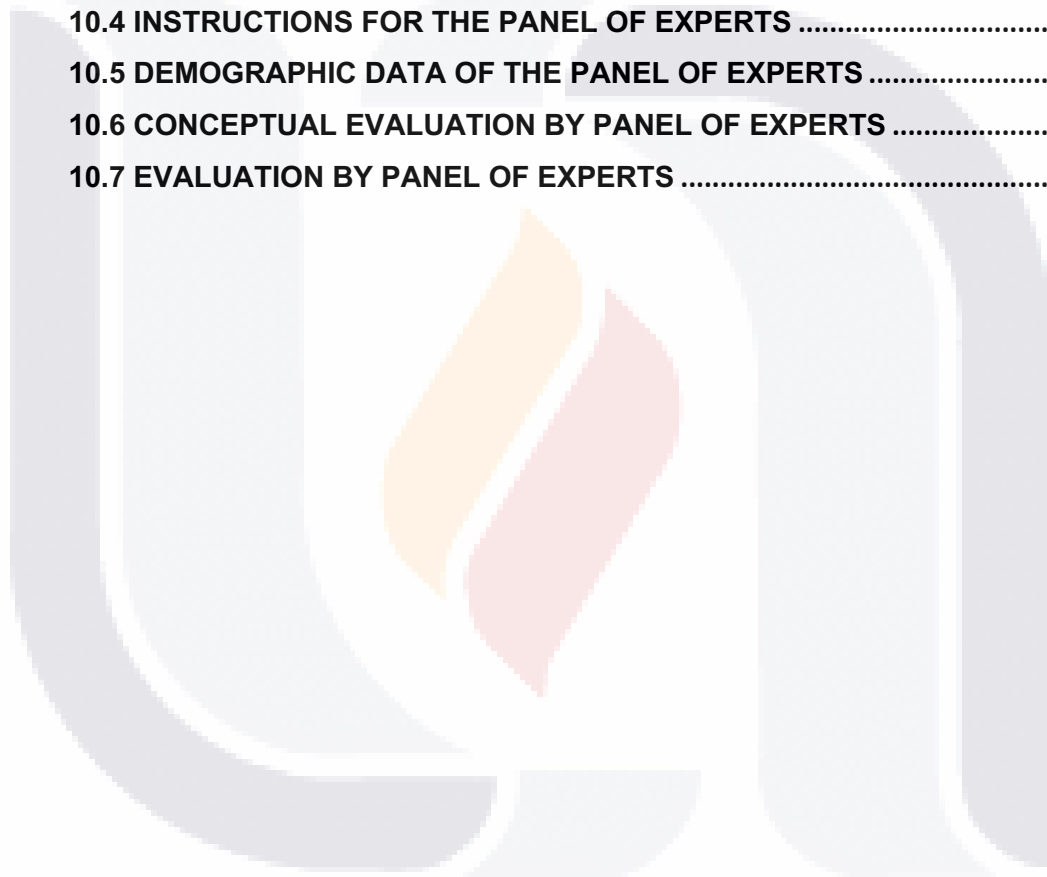 10.4 INSTRUCTIONS FOR THE PANEL OF EXPERTS ................................
10.5 DEMOGRAPHIC DATA OF THE PANEL OF EXPERTS .......................
10.6 CONCEPTUAL EVALUATION BY PANEL OF EXPERTS ....................
10.7 EVALUATION BY PANEL OF EXPERTS ...............................................